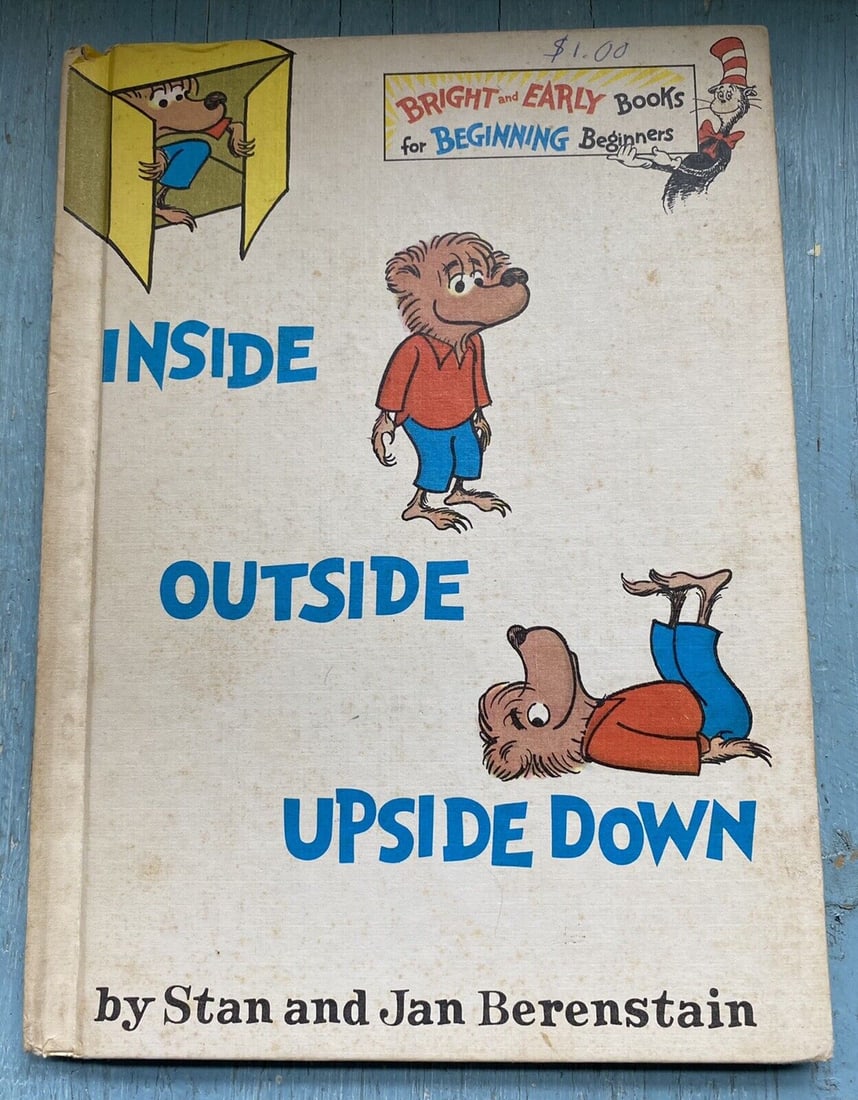 $1.00
BRIGHT and EARLY BOOKS
for BEGINNING Beginners
INSIDE
OUTSIDE
UPSIDE DOWN
by Stan and Jan Berenstain